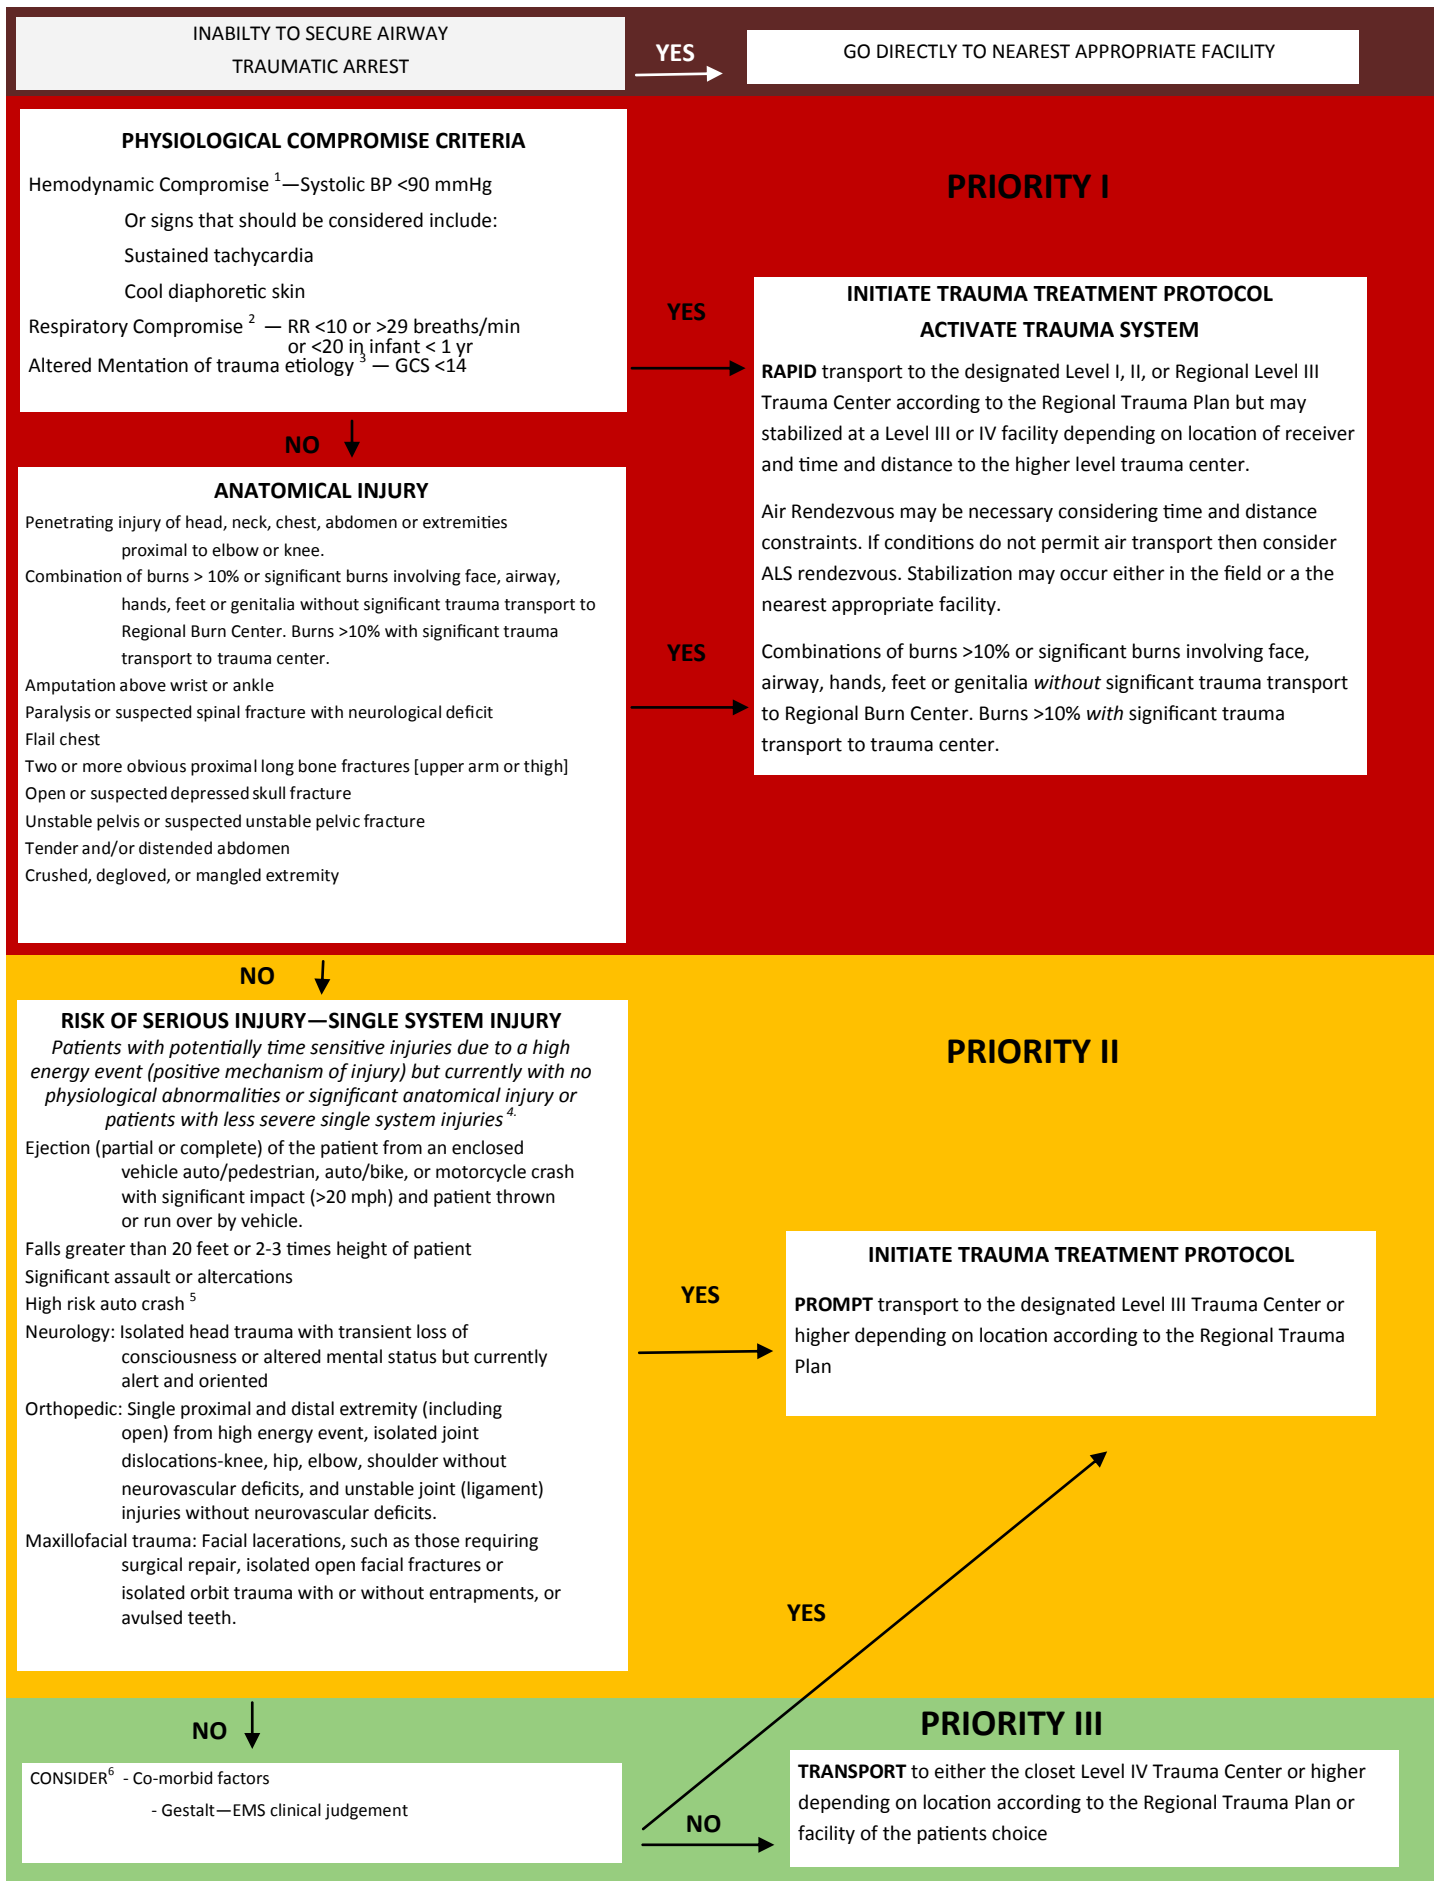 INABILTY TO SECURE AIRWAY
TRAUMATIC ARREST
YES
GO DIRECTLY TO NEAREST APPROPRIATE FACILITY
PHYSIOLOGICAL COMPROMISE CRITERIA
Hemodynamic Compromise 1—Systolic BP <90 mmHg
Or signs that should be considered include:
Sustained tachycardia
Cool diaphoretic skin
Respiratory Compromise 2 — RR <10 or >29 breaths/min
or <20 in infant < 1 yr
Altered Mentation of trauma etiology 3 — GCS <14
YES
PRIORITY I
INITIATE TRAUMA TREATMENT PROTOCOL
ACTIVATE TRAUMA SYSTEM
RAPID transport to the designated Level I, II, or Regional Level III
Trauma Center according to the Regional Trauma Plan but may
stabilized at a Level III or IV facility depending on location of receiver
and time and distance to the higher level trauma center.
Air Rendezvous may be necessary considering time and distance
constraints. If conditions do not permit air transport then consider
ALS rendezvous. Stabilization may occur either in the field or a the
nearest appropriate facility.
Combinations of burns >10% or significant burns involving face,
airway, hands, feet or genitalia without significant trauma transport
to Regional Burn Center. Burns >10% with significant trauma
transport to trauma center.
NO
ANATOMICAL INJURY
Penetrating injury of head, neck, chest, abdomen or extremities
proximal to elbow or knee.
Combination of burns > 10% or significant burns involving face, airway,
hands, feet or genitalia without significant trauma transport to
Regional Burn Center. Burns >10% with significant trauma
transport to trauma center.
Amputation above wrist or ankle
Paralysis or suspected spinal fracture with neurological deficit
Flail chest
Two or more obvious proximal long bone fractures [upper arm or thigh]
Open or suspected depressed skull fracture
Unstable pelvis or suspected unstable pelvic fracture
Tender and/or distended abdomen
Crushed, degloved, or mangled extremity
YES
NO
RISK OF SERIOUS INJURY—SINGLE SYSTEM INJURY
Patients with potentially time sensitive injuries due to a high
energy event (positive mechanism of injury) but currently with no
physiological abnormalities or significant anatomical injury or
patients with less severe single system injuries 4.
Ejection (partial or complete) of the patient from an enclosed
vehicle auto/pedestrian, auto/bike, or motorcycle crash
with significant impact (>20 mph) and patient thrown
or run over by vehicle.
Falls greater than 20 feet or 2-3 times height of patient
Significant assault or altercations
High risk auto crash 5
Neurology: Isolated head trauma with transient loss of
consciousness or altered mental status but currently
alert and oriented
Orthopedic: Single proximal and distal extremity (including
open) from high energy event, isolated joint
dislocations-knee, hip, elbow, shoulder without
neurovascular deficits, and unstable joint (ligament)
injuries without neurovascular deficits.
Maxillofacial trauma: Facial lacerations, such as those requiring
surgical repair, isolated open facial fractures or
isolated orbit trauma with or without entrapments, or
avulsed teeth.
YES
PRIORITY II
INITIATE TRAUMA TREATMENT PROTOCOL
PROMPT transport to the designated Level III Trauma Center or
higher depending on location according to the Regional Trauma
Plan
YES
NO
CONSIDER6 - Co-morbid factors
- Gestalt—EMS clinical judgement
NO
PRIORITY III
TRANSPORT to either the closet Level IV Trauma Center or higher
depending on location according to the Regional Trauma Plan or
facility of the patients choice